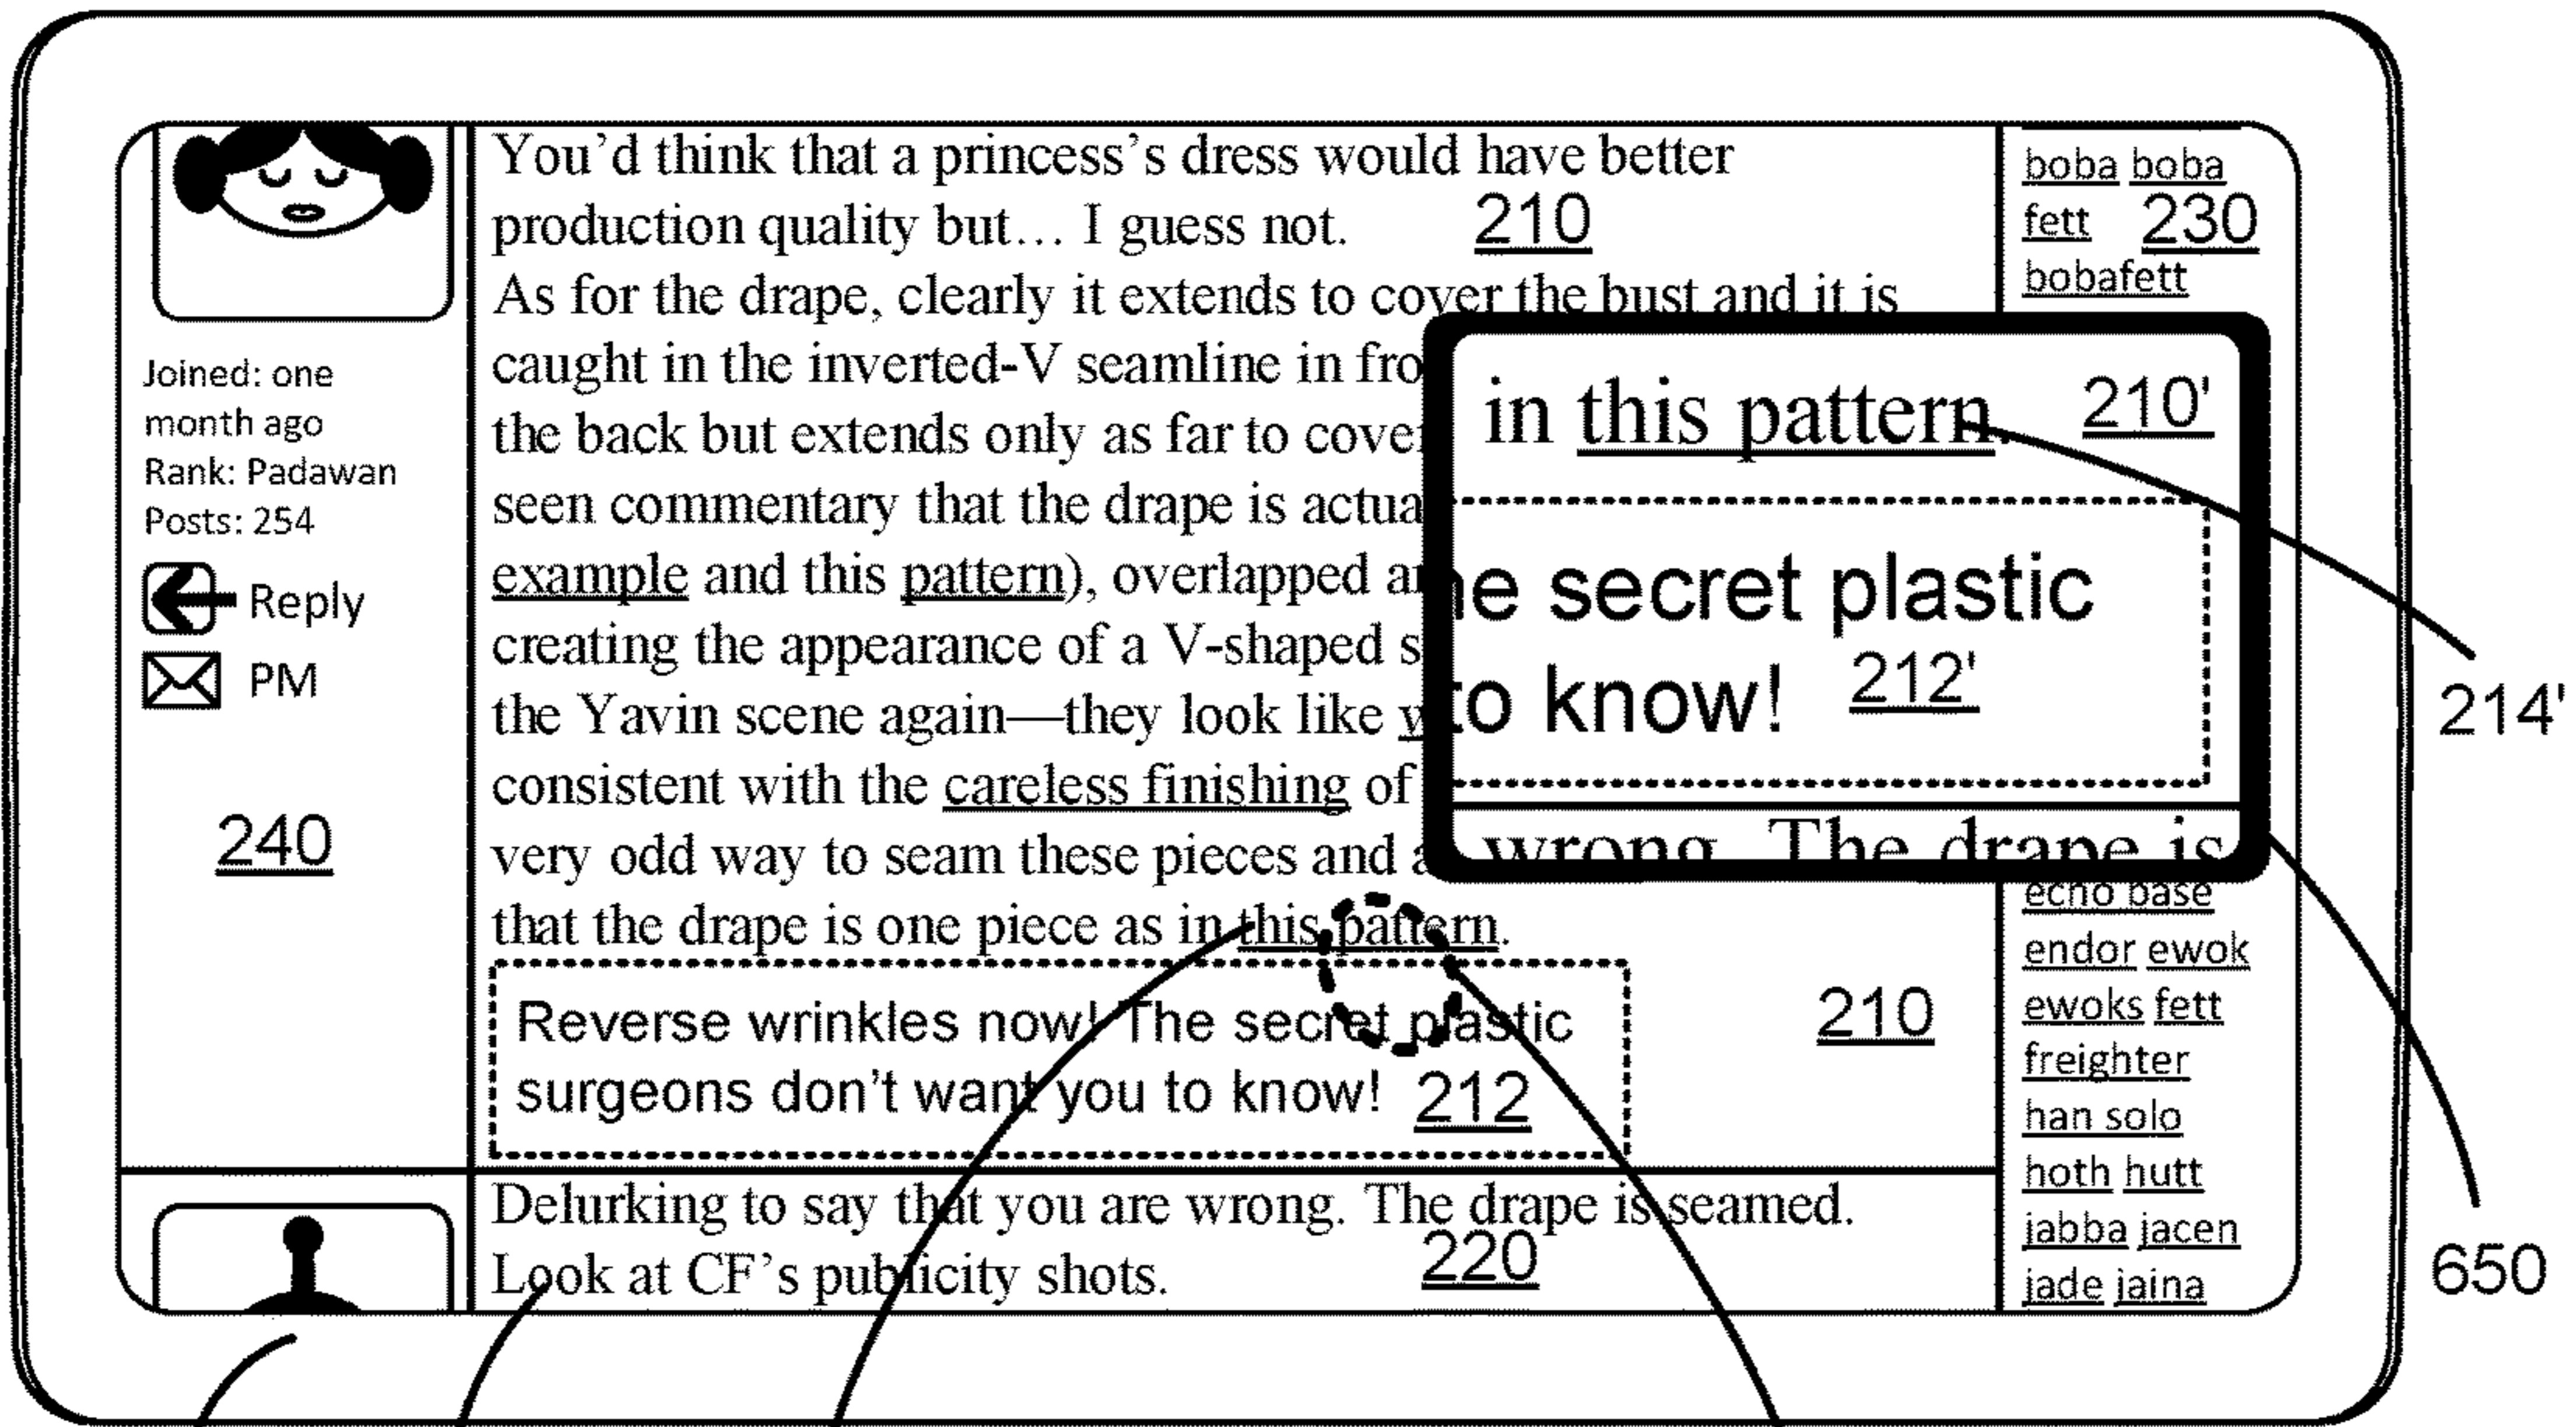 You’d think that a princess’s dress would have better
production quality but… I guess not.
210
As for the drape, clearly it extends to cover the bust and it is
caught in the inverted-V seamline in fro
the back but extends only as far to cove
seen commentary that the drape is actua
example and this pattern), overlapped a
creating the appearance of a V-shaped s
the Yavin scene again—they look like
consistent with the careless finishing of
very odd way to seam these pieces and a
that the drape is one piece as in this pattern.
Reverse wrinkles now! The secret plastic
surgeons don’t want you to know!
212
210
Delurking to say that you are wrong. The drape is seamed.
Look at CF’s publicity shots.
220
Joined: one
month ago
Rank: Padawan
Posts: 254
Reply
PM
240
in this pattern.
210'
he secret plastic
to know!
212'
wrong. The drape is
boba boba
fett
230
bobafett
echo base
endor ewok
ewoks fett
freighter
han solo
hoth hutt
jabba jacen
jade jaina
214'
650